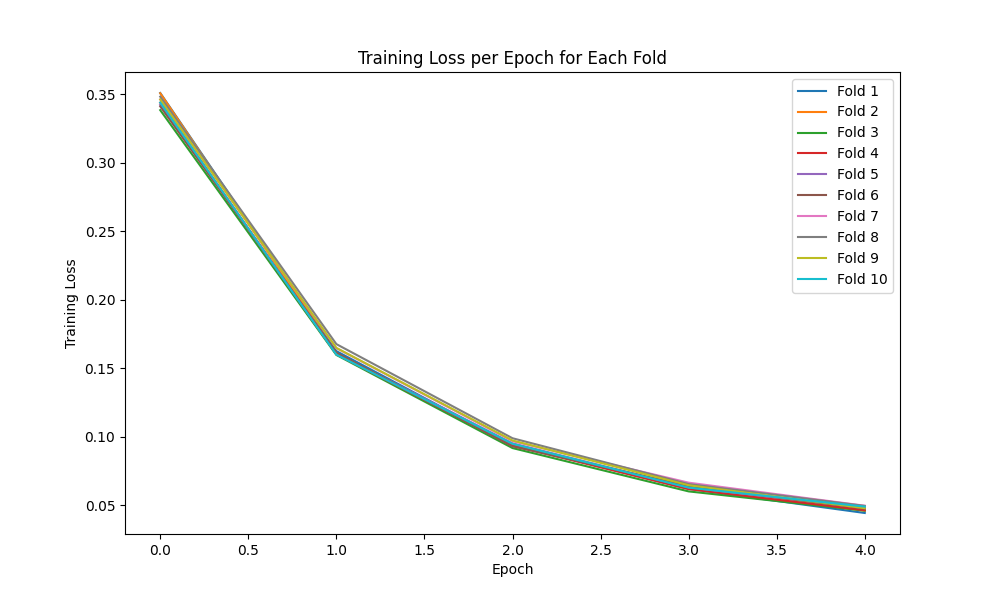 Training Loss per Epoch for Each Fold
Training Loss
0.35
0.30
0.25
0.20
0.15
0.10
0.05
Fold 1
Fold 2
Fold 3
Fold 4
Fold 5
Fold 6
Fold 7
Fold 8
Fold 9
Fold 10
0.0 0.5 1.0 1.5 2.0 2.5 3.0 3.5 4.0
Epoch